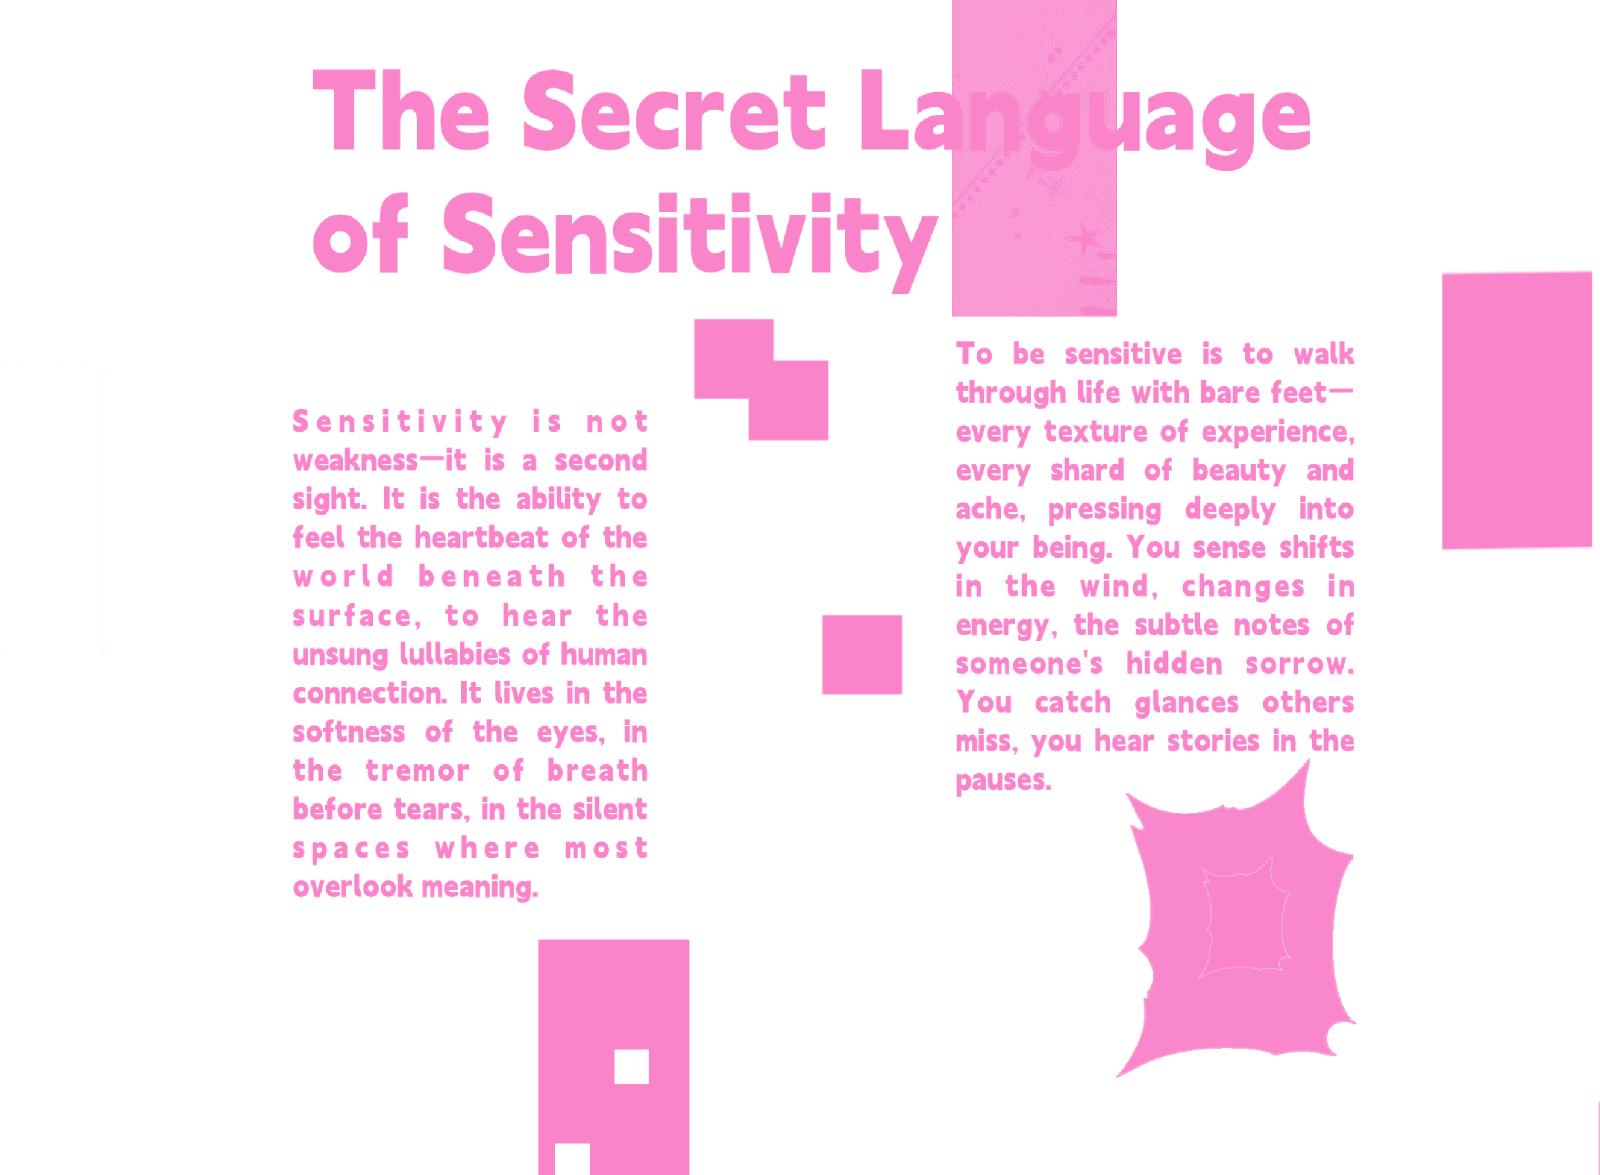 The Secret Language
of Sensitivity
Sensitivity is not
weakness—it is a second
sight. It is the ability to
feel the heartbeat of the
world beneath the
surface, to hear the
unsung lullabies of human
connection. It lives in the
softness of the eyes, in
the tremor of breath
before tears, in the silent
spaces where most
overlook meaning.
To be sensitive is to walk
through life with bare feet—
every texture of experience,
every shard of beauty and
ache, pressing deeply into
your being. You sense shifts
in the wind, changes in
energy, the subtle notes of
someone's hidden sorrow.
You catch glances others
miss, you hear stories in the
pauses.